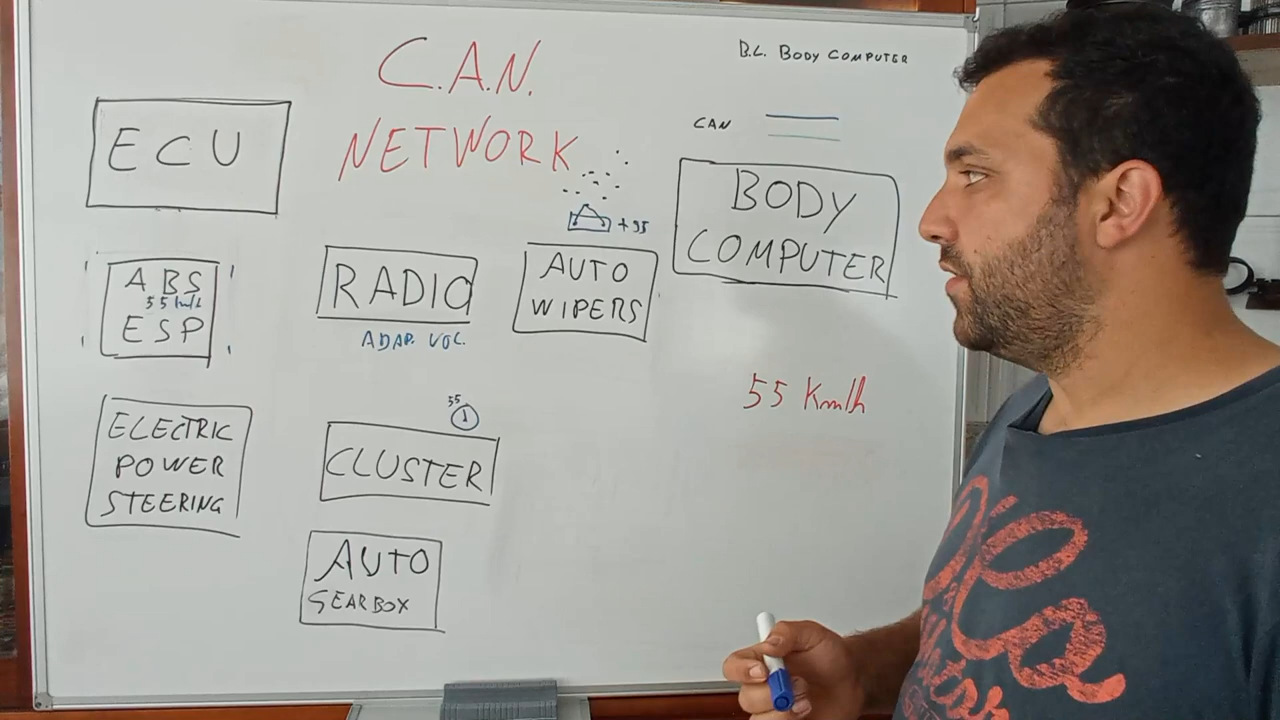 C.A.N.
NETWORK
B.C. BODY COMPUTER
CAN
ECU
BODY
COMPUTER
+55
ABS
55 km/h
ESP
RADIO
ADAP. VOL.
AUTO
WIPERS
55 Km/h
ELECTRIC
POWER
STEERING
55
CLUSTER
AUTO
GEARBOX